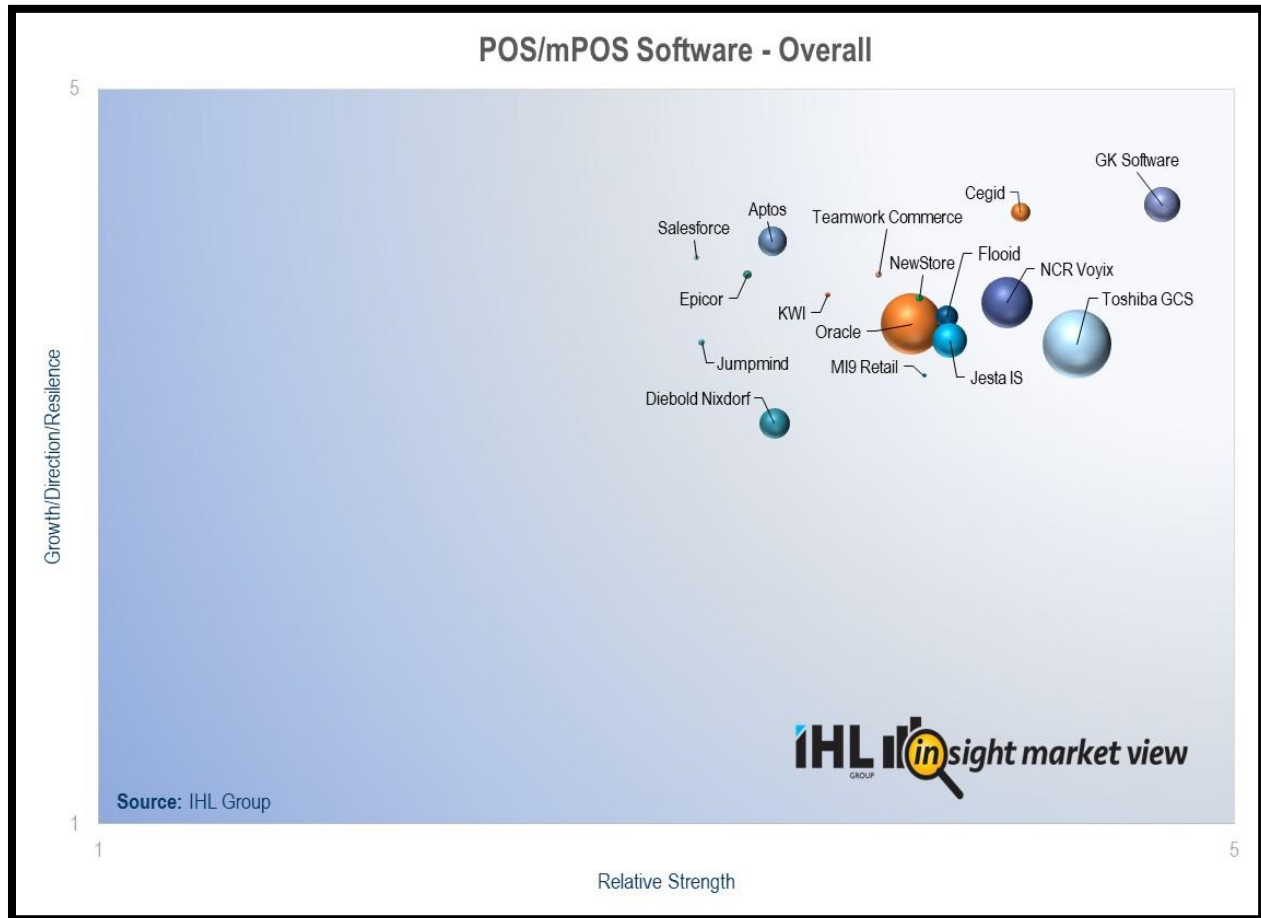 POS/mPOS Software - Overall
5
GK Software
Cegid
Aptos
Teamwork Commerce
Salesforce
Flooid
NewStore
NCR Voyix
Epicor
Toshiba GCS
KWI
Oracle
Jumpmind
MI9 Retail
Jesta IS
Diebold Nixdorf
Growth/Direction/Resilence
IHL GROUP insight market view
Source: IHL Group
1
1
5
Relative Strength